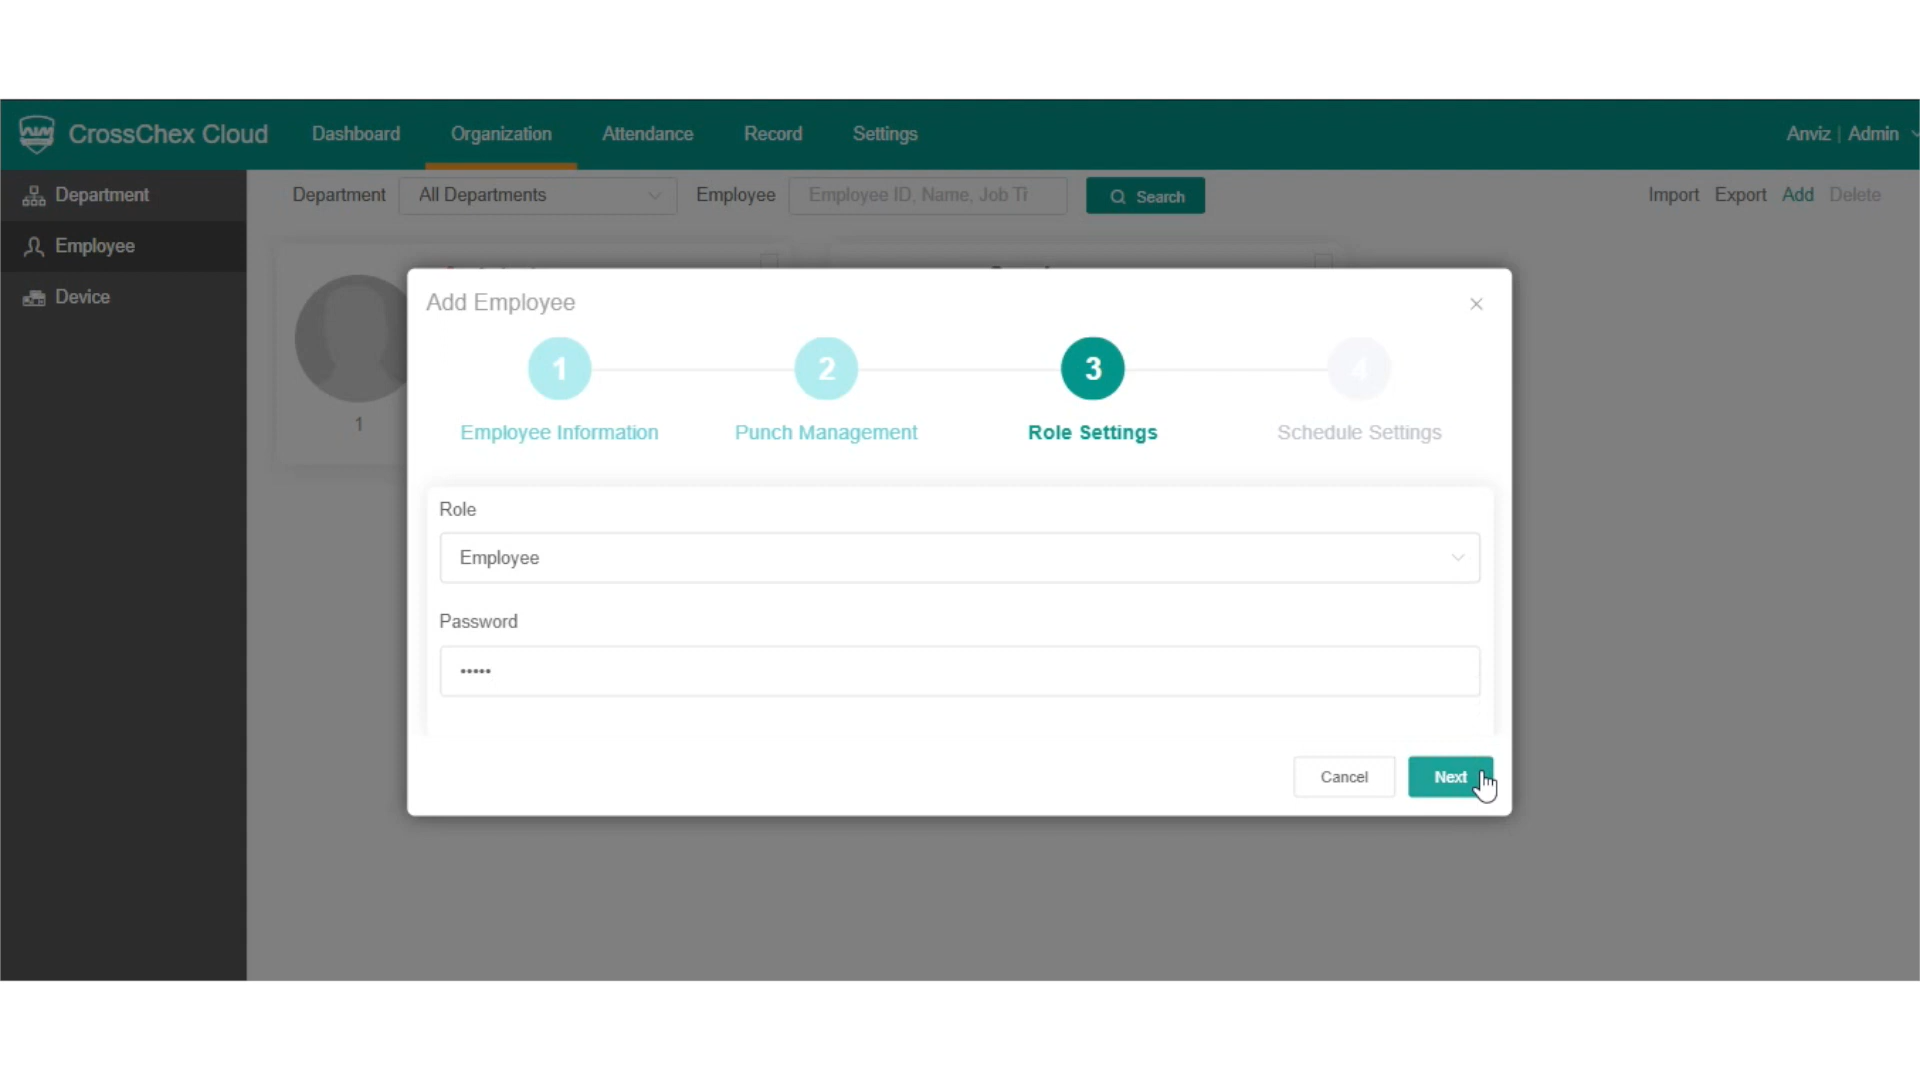 CrossChex Cloud Dashboard Organization Attendance Record Settings Anviz | Admin
Department Department All Departments Employee Employee ID, Name, Job Ti Search Import Export Add Delete
Employee
Device
Add Employee
1 2 3 4
Employee Information Punch Management Role Settings Schedule Settings
1
Role
Employee
Password
•••••
Cancel Next